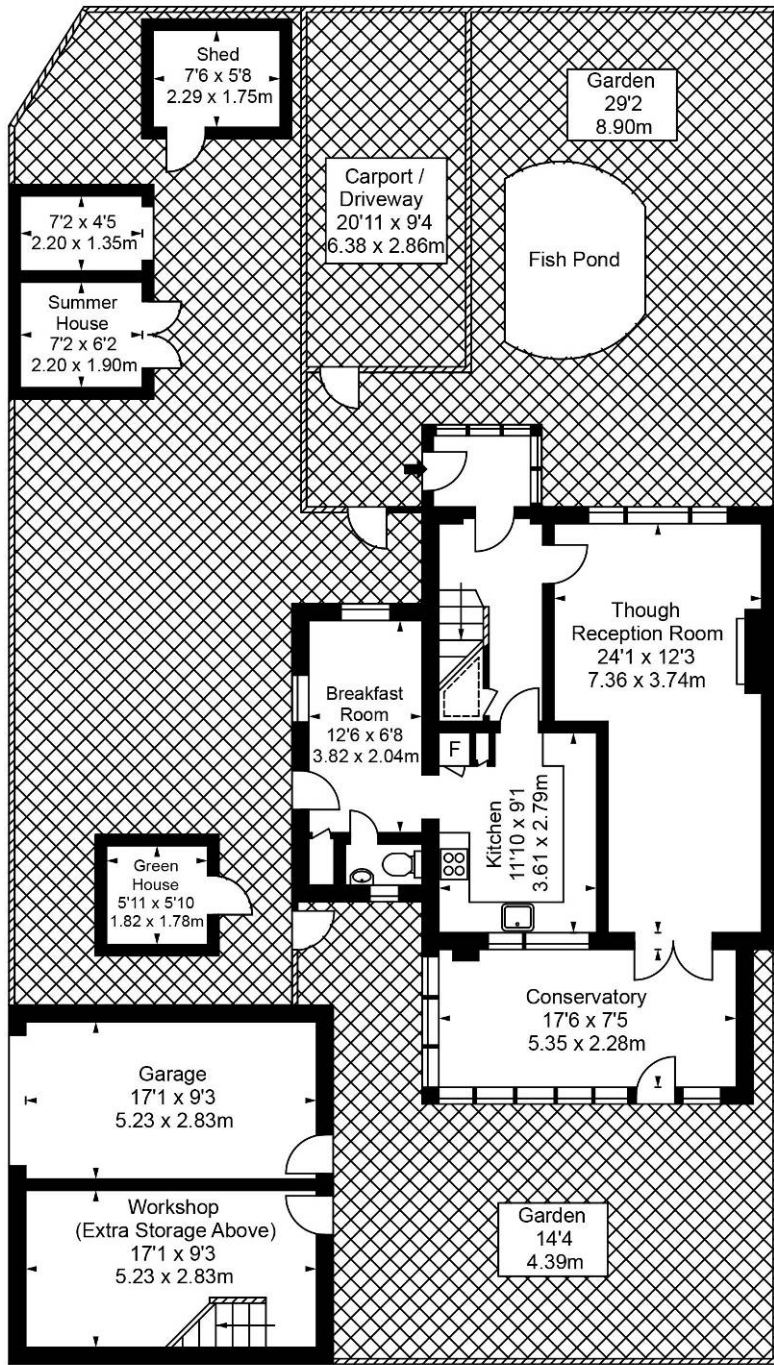 Shed
7'6 x 5'8
2.29 x 1.75m
Garden
29'2
8.90m
Carport /
Driveway
20'11 x 9'4
6.38 x 2.86m
7'2 x 4'5
2.20 x 1.35m
Fish Pond
Summer
House
7'2 x 6'2
2.20 x 1.90m
Though
Reception Room
24'1 x 12'3
7.36 x 3.74m
Breakfast
Room
12'6 x 6'8
3.82 x 2.04m
F
Kitchen
11'10 x 9'1
3.61 x 2.79m
Green
House
5'11 x 5'10
1.82 x 1.78m
Conservatory
17'6 x 7'5
5.35 x 2.28m
Garage
17'1 x 9'3
5.23 x 2.83m
Workshop
(Extra Storage Above)
17'1 x 9'3
5.23 x 2.83m
Garden
14'4
4.39m